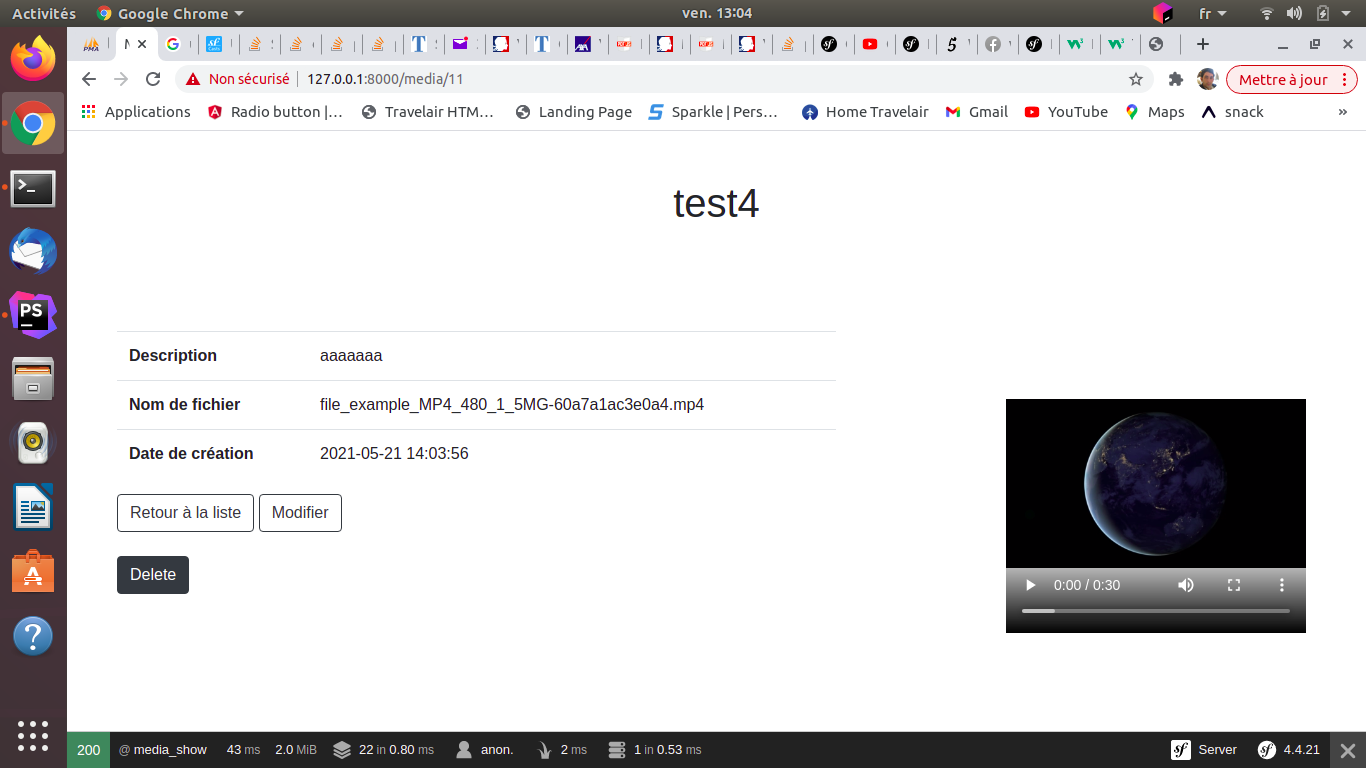 Activités Google Chrome ven. 13:04 fr
PMA
Non sécurisé 127.0.0.1:8000/media/11 Mettre à jour
Applications Radio button |... Travelair HTM... Landing Page Sparkle | Pers... Home Travelair Gmail YouTube Maps snack »
test4
Description aaaaaaa
Nom de fichier file_example_MP4_480_1_5MG-60a7a1ac3e0a4.mp4
Date de création 2021-05-21 14:03:56
Retour à la liste Modifier
Delete
0:00 / 0:30
200 @ media_show 43 ms 2.0 MiB 22 in 0.80 ms anon. 2 ms 1 in 0.53 ms sf Server sf 4.4.21